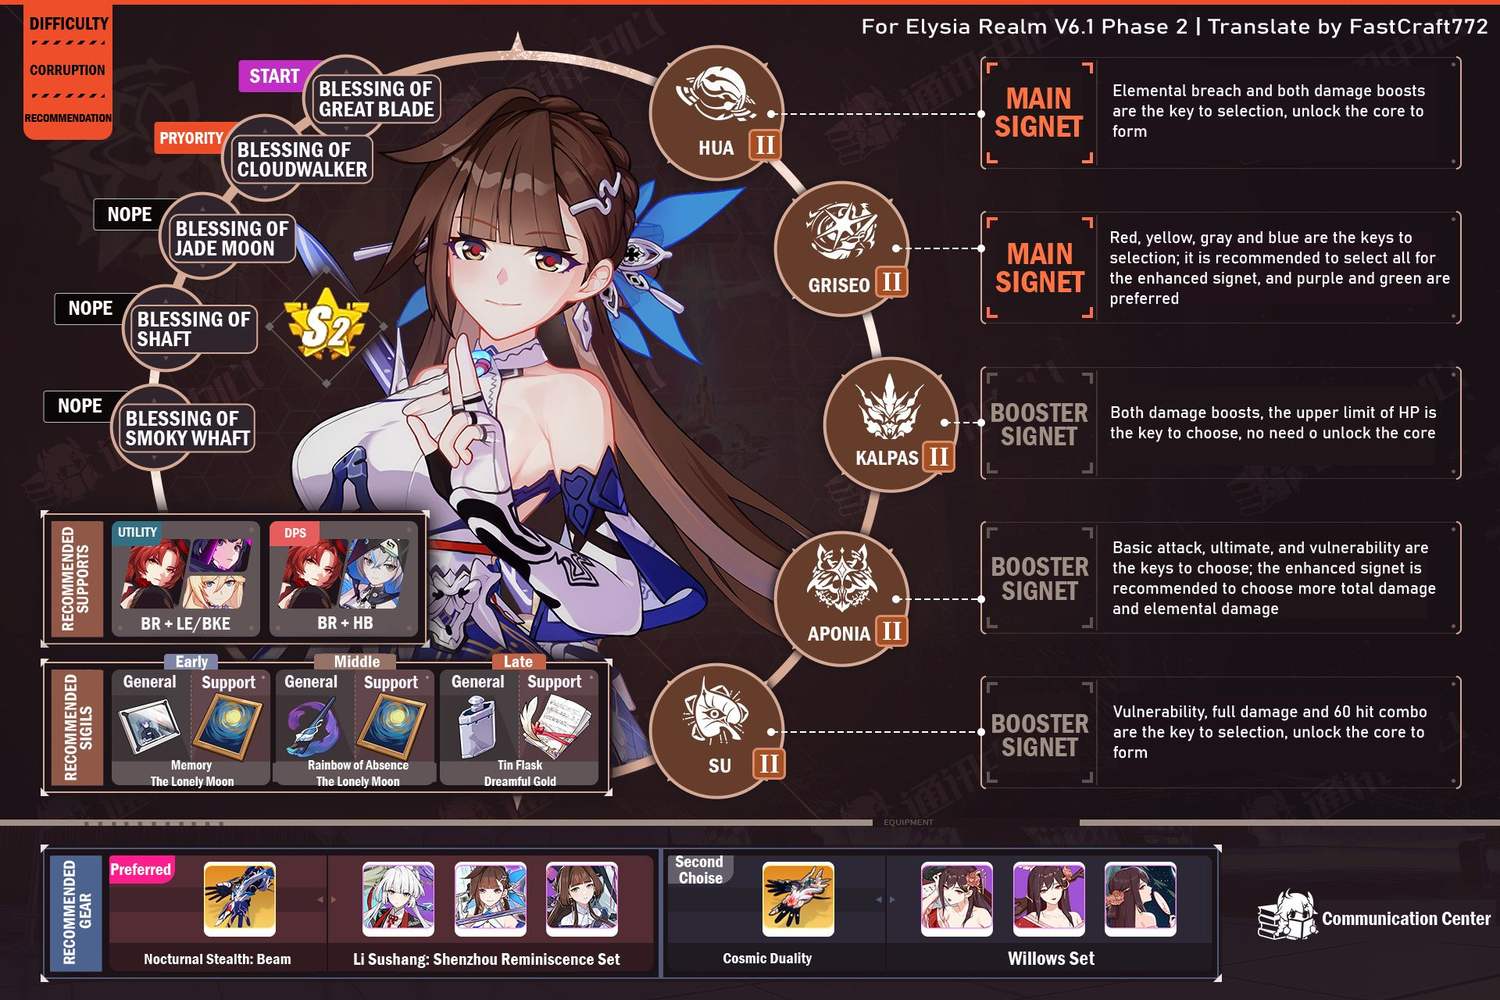 DIFFICULTY
CORRUPTION
RECOMMENDATION
For Elysia Realm V6.1 Phase 2 | Translate by FastCraft772
START
BLESSING OF
GREAT BLADE
PRYORITY
BLESSING OF
CLOUDWALKER
NOPE
BLESSING OF
JADE MOON
NOPE
BLESSING OF
SHAFT
NOPE
BLESSING OF
SMOKY WHAFT
S2
HUA II
MAIN
SIGNET
Elemental breach and both damage boosts
are the key to selection, unlock the core to
form
GRISEO II
MAIN
SIGNET
Red, yellow, gray and blue are the keys to
selection; it is recommended to select all for
the enhanced signet, and purple and green are
preferred
KALPAS II
BOOSTER
SIGNET
Both damage boosts, the upper limit of HP is
the key to choose, no need o unlock the core
APONIA II
BOOSTER
SIGNET
Basic attack, ultimate, and vulnerability are
the keys to choose; the enhanced signet is
recommended to choose more total damage
and elemental damage
SU II
BOOSTER
SIGNET
Vulnerability, full damage and 60 hit combo
are the key to selection, unlock the core to
form
RECOMMENDED
SUPPORTS
UTILITY
BR + LE/BKE
DPS
BR + HB
RECOMMENDED
SIGILS
Early
General Support
Memory
The Lonely Moon
Middle
General Support
Rainbow of Absence
The Lonely Moon
Late
General Support
Tin Flask
Dreamful Gold
EQUIPMENT
RECOMMENDED
GEAR
Preferred
Nocturnal Stealth: Beam
Li Sushang: Shenzhou Reminiscence Set
Second
Choise
Cosmic Duality
Willows Set
Communication Center